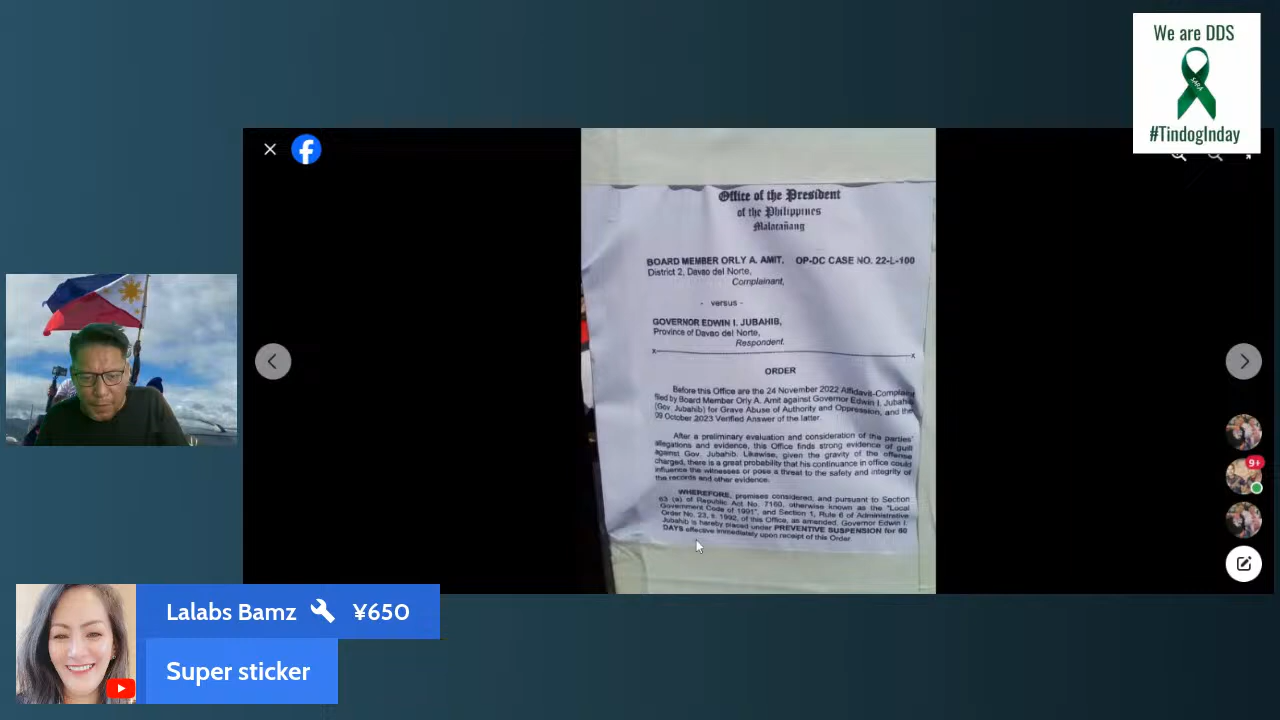 We are DDS
SARA
#TindogInday
Office of the President
of the Philippines
Malacañang
BOARD MEMBER ORLY A. AMIT, OP-DC CASE NO. 22-L-100
District 2, Davao del Norte,
Complainant,
- versus -
GOVERNOR EDWIN I. JUBAHIB,
Province of Davao del Norte,
Respondent.
x x
ORDER
Before this Office are the 24 November 2022 Affidavit-Complaint
filed by Board Member Orly A. Amit against Governor Edwin I. Jubahib
(Gov. Jubahib) for Grave Abuse of Authority and Oppression, and the
09 October 2023 Verified Answer of the latter.
After a preliminary evaluation and consideration of the parties'
allegations and evidence, this Office finds strong evidence of guilt
against Gov. Jubahib. Likewise, given the gravity of the offense
charged, there is a great probability that his continuance in office could
influence the witnesses or pose a threat to the safety and integrity of
the records and other evidence.
WHEREFORE, premises considered, and pursuant to Section
63 (a) of Republic Act No. 7160, otherwise known as the "Local
Government Code of 1991", and Section 1, Rule 6 of Administrative
Order No. 23, s. 1992, of this Office, as amended, Governor Edwin I.
Jubahib is hereby placed under PREVENTIVE SUSPENSION for 60
DAYS effective immediately upon receipt of this Order
9+
Lalabs Bamz ¥650
Super sticker